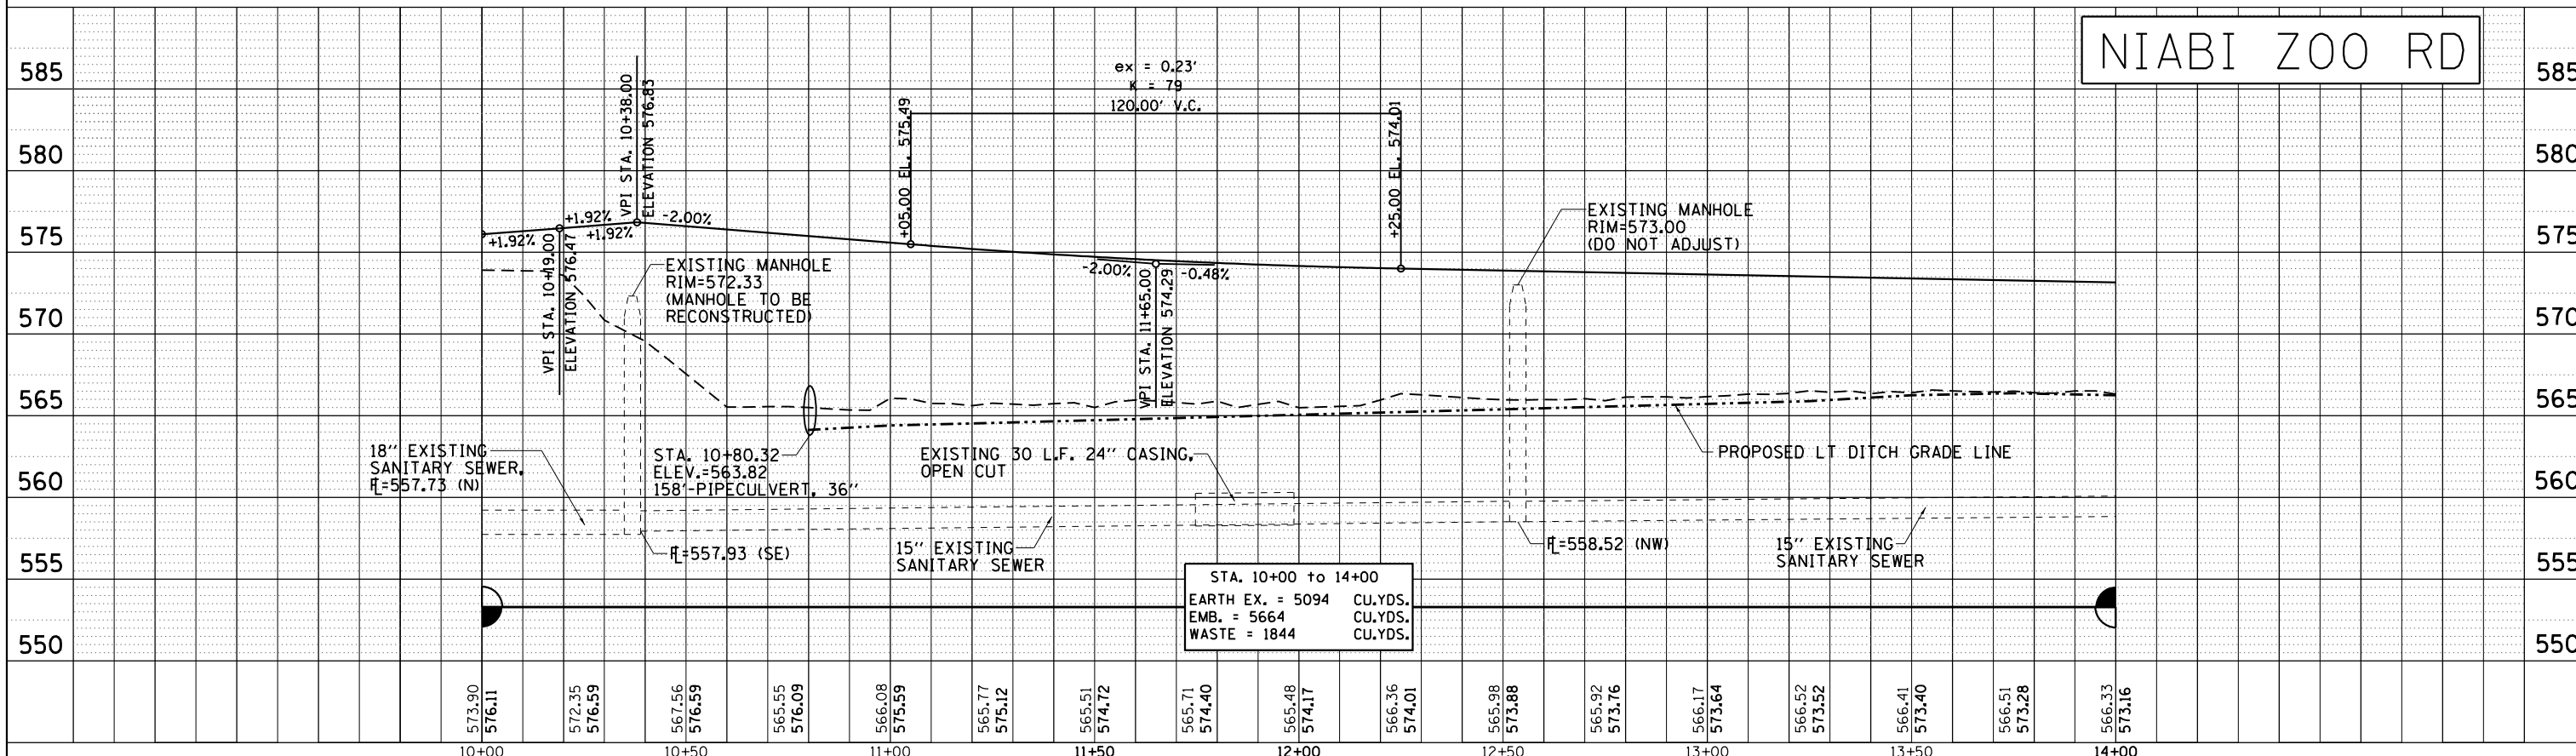 NIABI ZOO RD
585
585
580
580
575
575
570
570
565
565
560
560
555
555
550
550
ex = 0.23'
K = 79
120.00' V.C.
VPI STA. 10+38.00
ELEVATION 576.83
+05.00 EL. 575.49
+25.00 EL. 574.01
+1.92%
+1.92%
+1.92%
-2.00%
VPI STA. 10+19.00
ELEVATION 576.47
EXISTING MANHOLE
RIM=572.33
(MANHOLE TO BE
RECONSTRUCTED)
-2.00%
-0.48%
VPI STA. 11+65.00
ELEVATION 574.29
EXISTING MANHOLE
RIM=573.00
(DO NOT ADJUST)
18" EXISTING
SANITARY SEWER,
FL=557.73 (N)
STA. 10+80.32
ELEV.=563.82
158'-PIPECULVERT, 36"
EXISTING 30 L.F. 24" CASING,
OPEN CUT
PROPOSED LT DITCH GRADE LINE
FL=557.93 (SE)
15" EXISTING
SANITARY SEWER
FL=558.52 (NW)
15" EXISTING
SANITARY SEWER
STA. 10+00 to 14+00
EARTH EX. = 5094 CU.YDS.
EMB. = 5664 CU.YDS.
WASTE = 1844 CU.YDS.
573.90
576.11
572.35
576.59
567.56
576.59
565.55
576.09
566.08
575.59
565.77
575.12
565.51
574.72
565.71
574.40
565.48
574.17
566.36
574.01
565.98
573.88
565.92
573.76
566.17
573.64
566.52
573.52
566.41
573.40
566.51
573.28
566.33
573.16
10+00
10+50
11+00
11+50
12+00
12+50
13+00
13+50
14+00